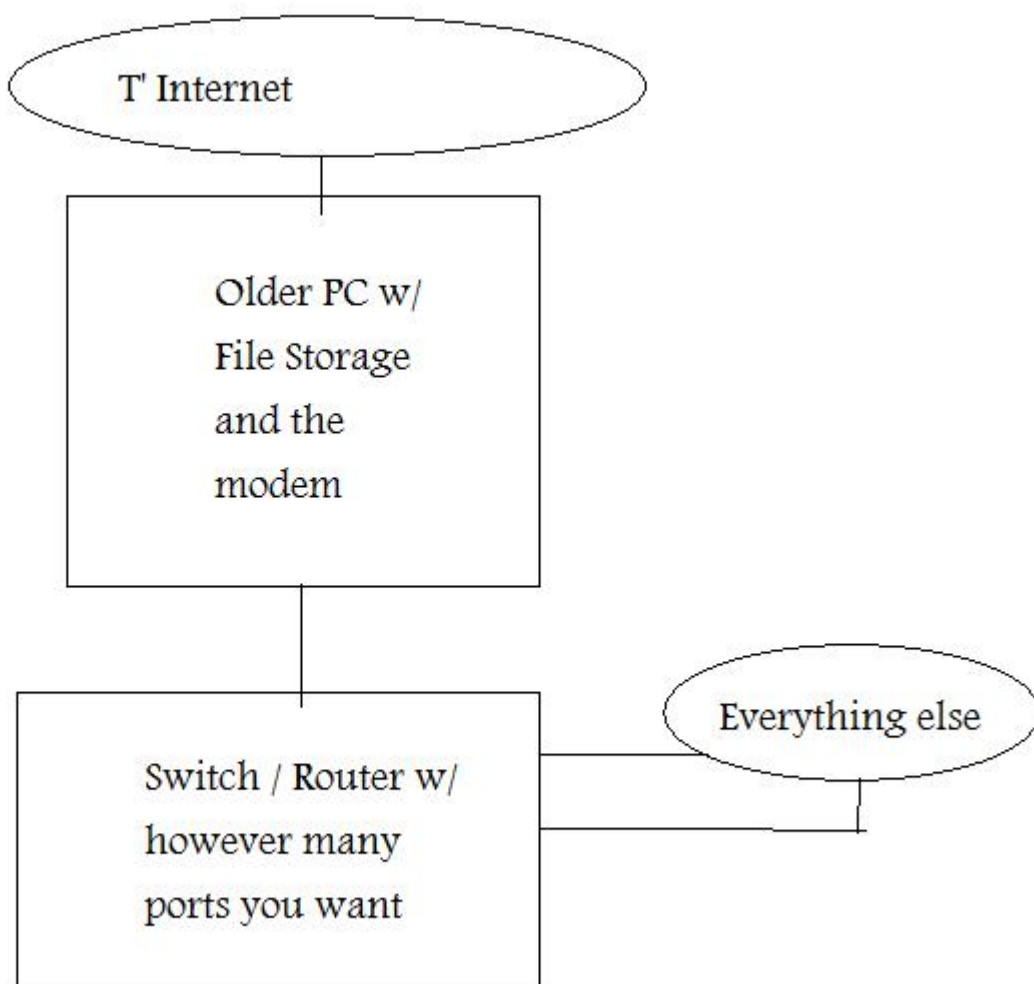 T' Internet
Older PC w/
File Storage
and the
modem
Everything else
Switch / Router w/
however many
ports you want